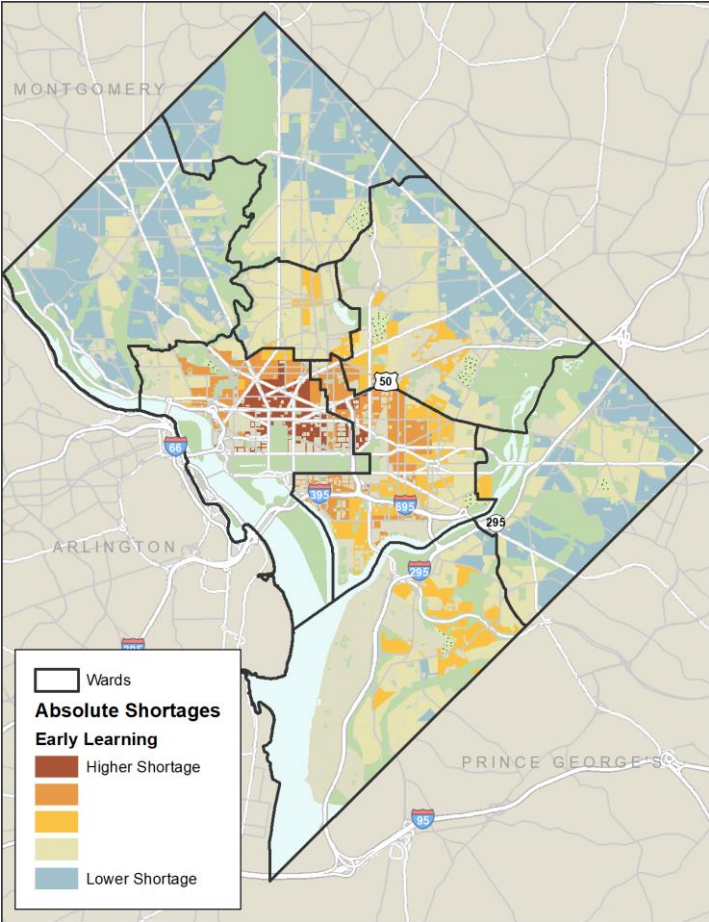 MONTGOMERY
50
66
395
695
295
ARLINGTON
295
Wards
Absolute Shortages
Early Learning
Higher Shortage
Lower Shortage
PRINCE GEORGE'S
95